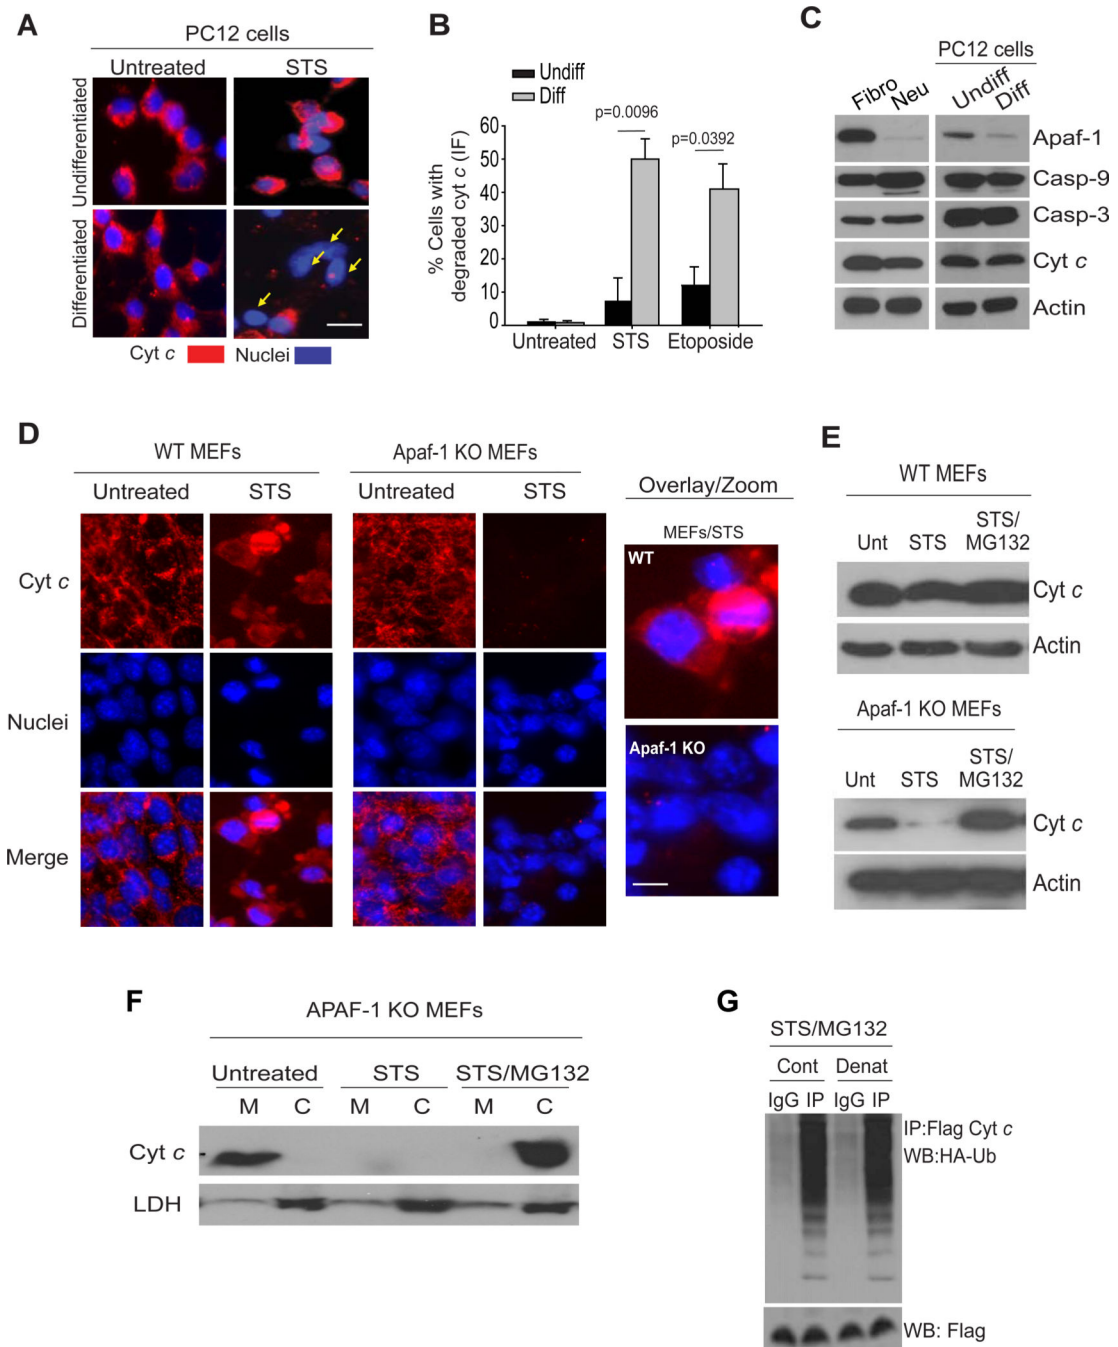 A
PC12 cells
Untreated STS
Undifferentiated
Differentiated
Cyt c Nuclei
B
Undiff
Diff
p=0.0096
p=0.0392
% Cells with
degraded cyt c (IF)
60
50
40
30
20
10
0
Untreated STS Etoposide
C
PC12 cells
Fibro Neu Undiff Diff
Apaf-1
Casp-9
Casp-3
Cyt c
Actin
D
WT MEFs Apaf-1 KO MEFs
Untreated STS Untreated STS
Overlay/Zoom
MEFs/STS
WT
Apaf-1 KO
Cyt c
Nuclei
Merge
E
WT MEFs
Unt STS STS/
MG132
Cyt c
Actin
Apaf-1 KO MEFs
Unt STS STS/
MG132
Cyt c
Actin
F
APAF-1 KO MEFs
Untreated STS STS/MG132
M C M C M C
Cyt c
LDH
G
STS/MG132
Cont Denat
IgG IP IgG IP
IP:Flag Cyt c
WB:HA-Ub
WB: Flag